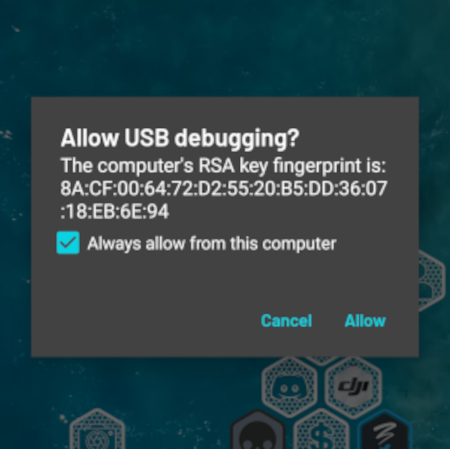 Allow USB debugging?
The computer's RSA key fingerprint is:
8A:CF:00:64:72:D2:55:20:B5:DD:36:07
:18:EB:6E:94
Always allow from this computer
Cancel Allow
dji
$